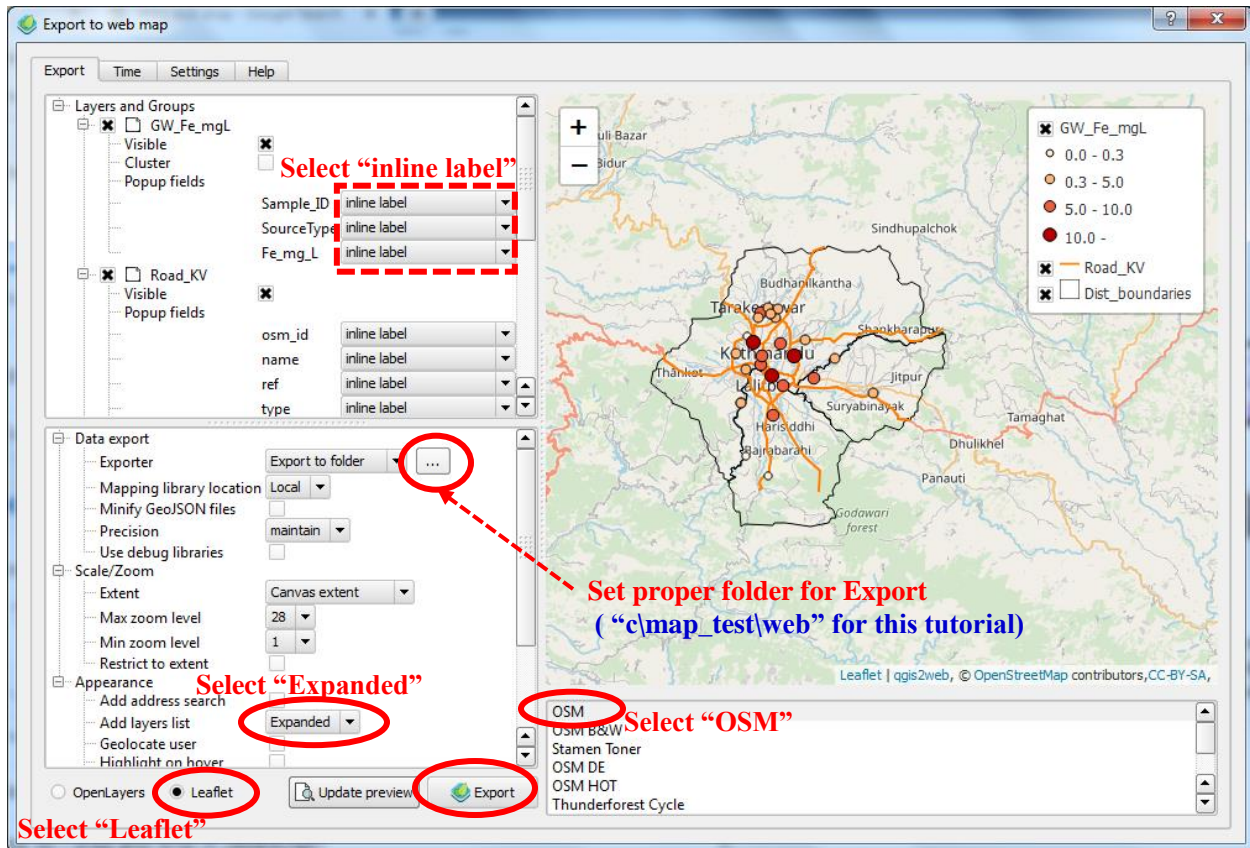 Export to web map
Export Time Settings Help
Layers and Groups
GW_Fe_mgL
Visible
Cluster
Popup fields
Select “inline label”
Sample_ID inline label
SourceType inline label
Fe_mg_L inline label
Road_KV
Visible
Popup fields
osm_id inline label
name inline label
ref inline label
type inline label
Data export
Exporter Export to folder ...
Mapping library location Local
Minify GeoJSON files
Precision maintain
Use debug libraries
Scale/Zoom
Extent Canvas extent
Max zoom level 28
Min zoom level 1
Restrict to extent
Appearance
Select “Expanded”
Add address search
Add layers list Expanded
Geolocate user
Highlight on hover
OpenLayers Leaflet Update preview Export
Select “Leaflet”
+
−
uli Bazar
Bidur
Sindhupalchok
Budhanilkantha
Tarakeshwar
Shankharapur
Kathmandu
Thankot
Lalitpur
Jitpur
Suryabinayak
Tamaghat
Harisiddhi
Dhulikhel
Bajrabarahi
Panauti
Godawari
forest
GW_Fe_mgL
0.0 - 0.3
0.3 - 5.0
5.0 - 10.0
10.0 -
Road_KV
Dist_boundaries
Set proper folder for Export
( “c\map_test\web” for this tutorial)
Leaflet | qgis2web, © OpenStreetMap contributors,CC-BY-SA,
OSM
Select “OSM”
OSM B&W
Stamen Toner
OSM DE
OSM HOT
Thunderforest Cycle